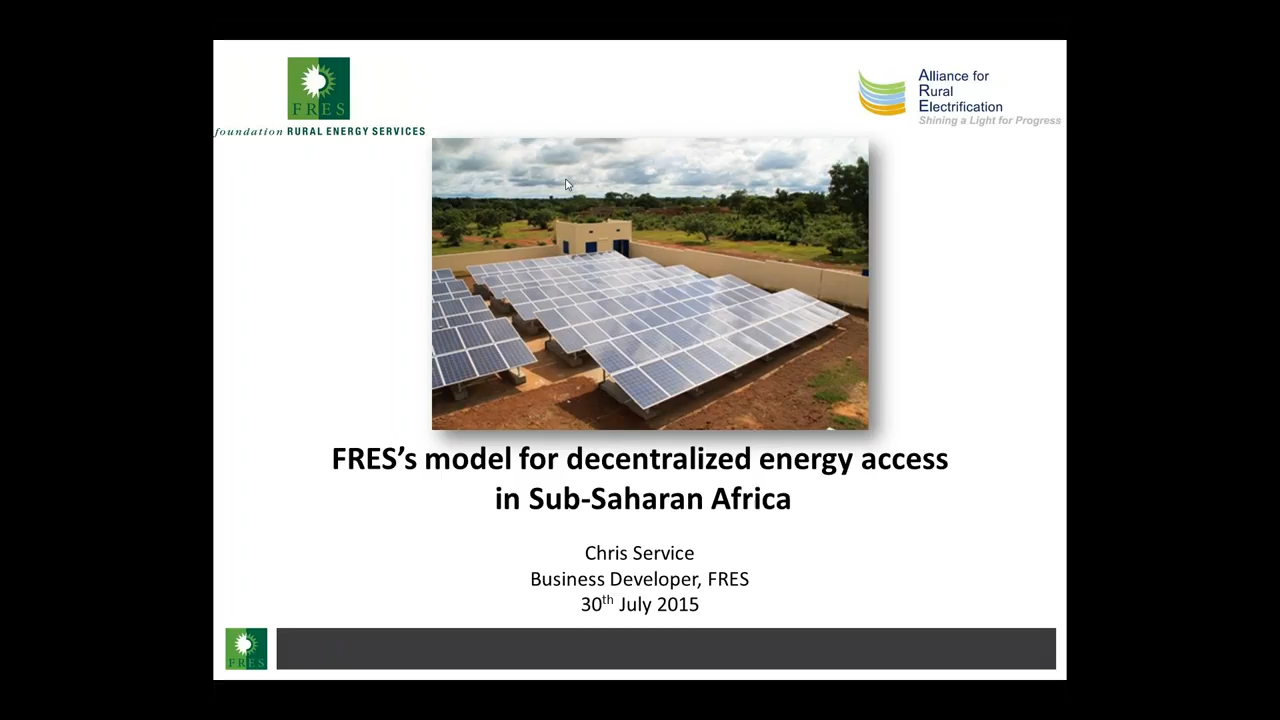 FRES
foundation RURAL ENERGY SERVICES
Alliance for
Rural
Electrification
Shining a Light for Progress
FRES's model for decentralized energy access
in Sub-Saharan Africa
Chris Service
Business Developer, FRES
30th July 2015
FRES